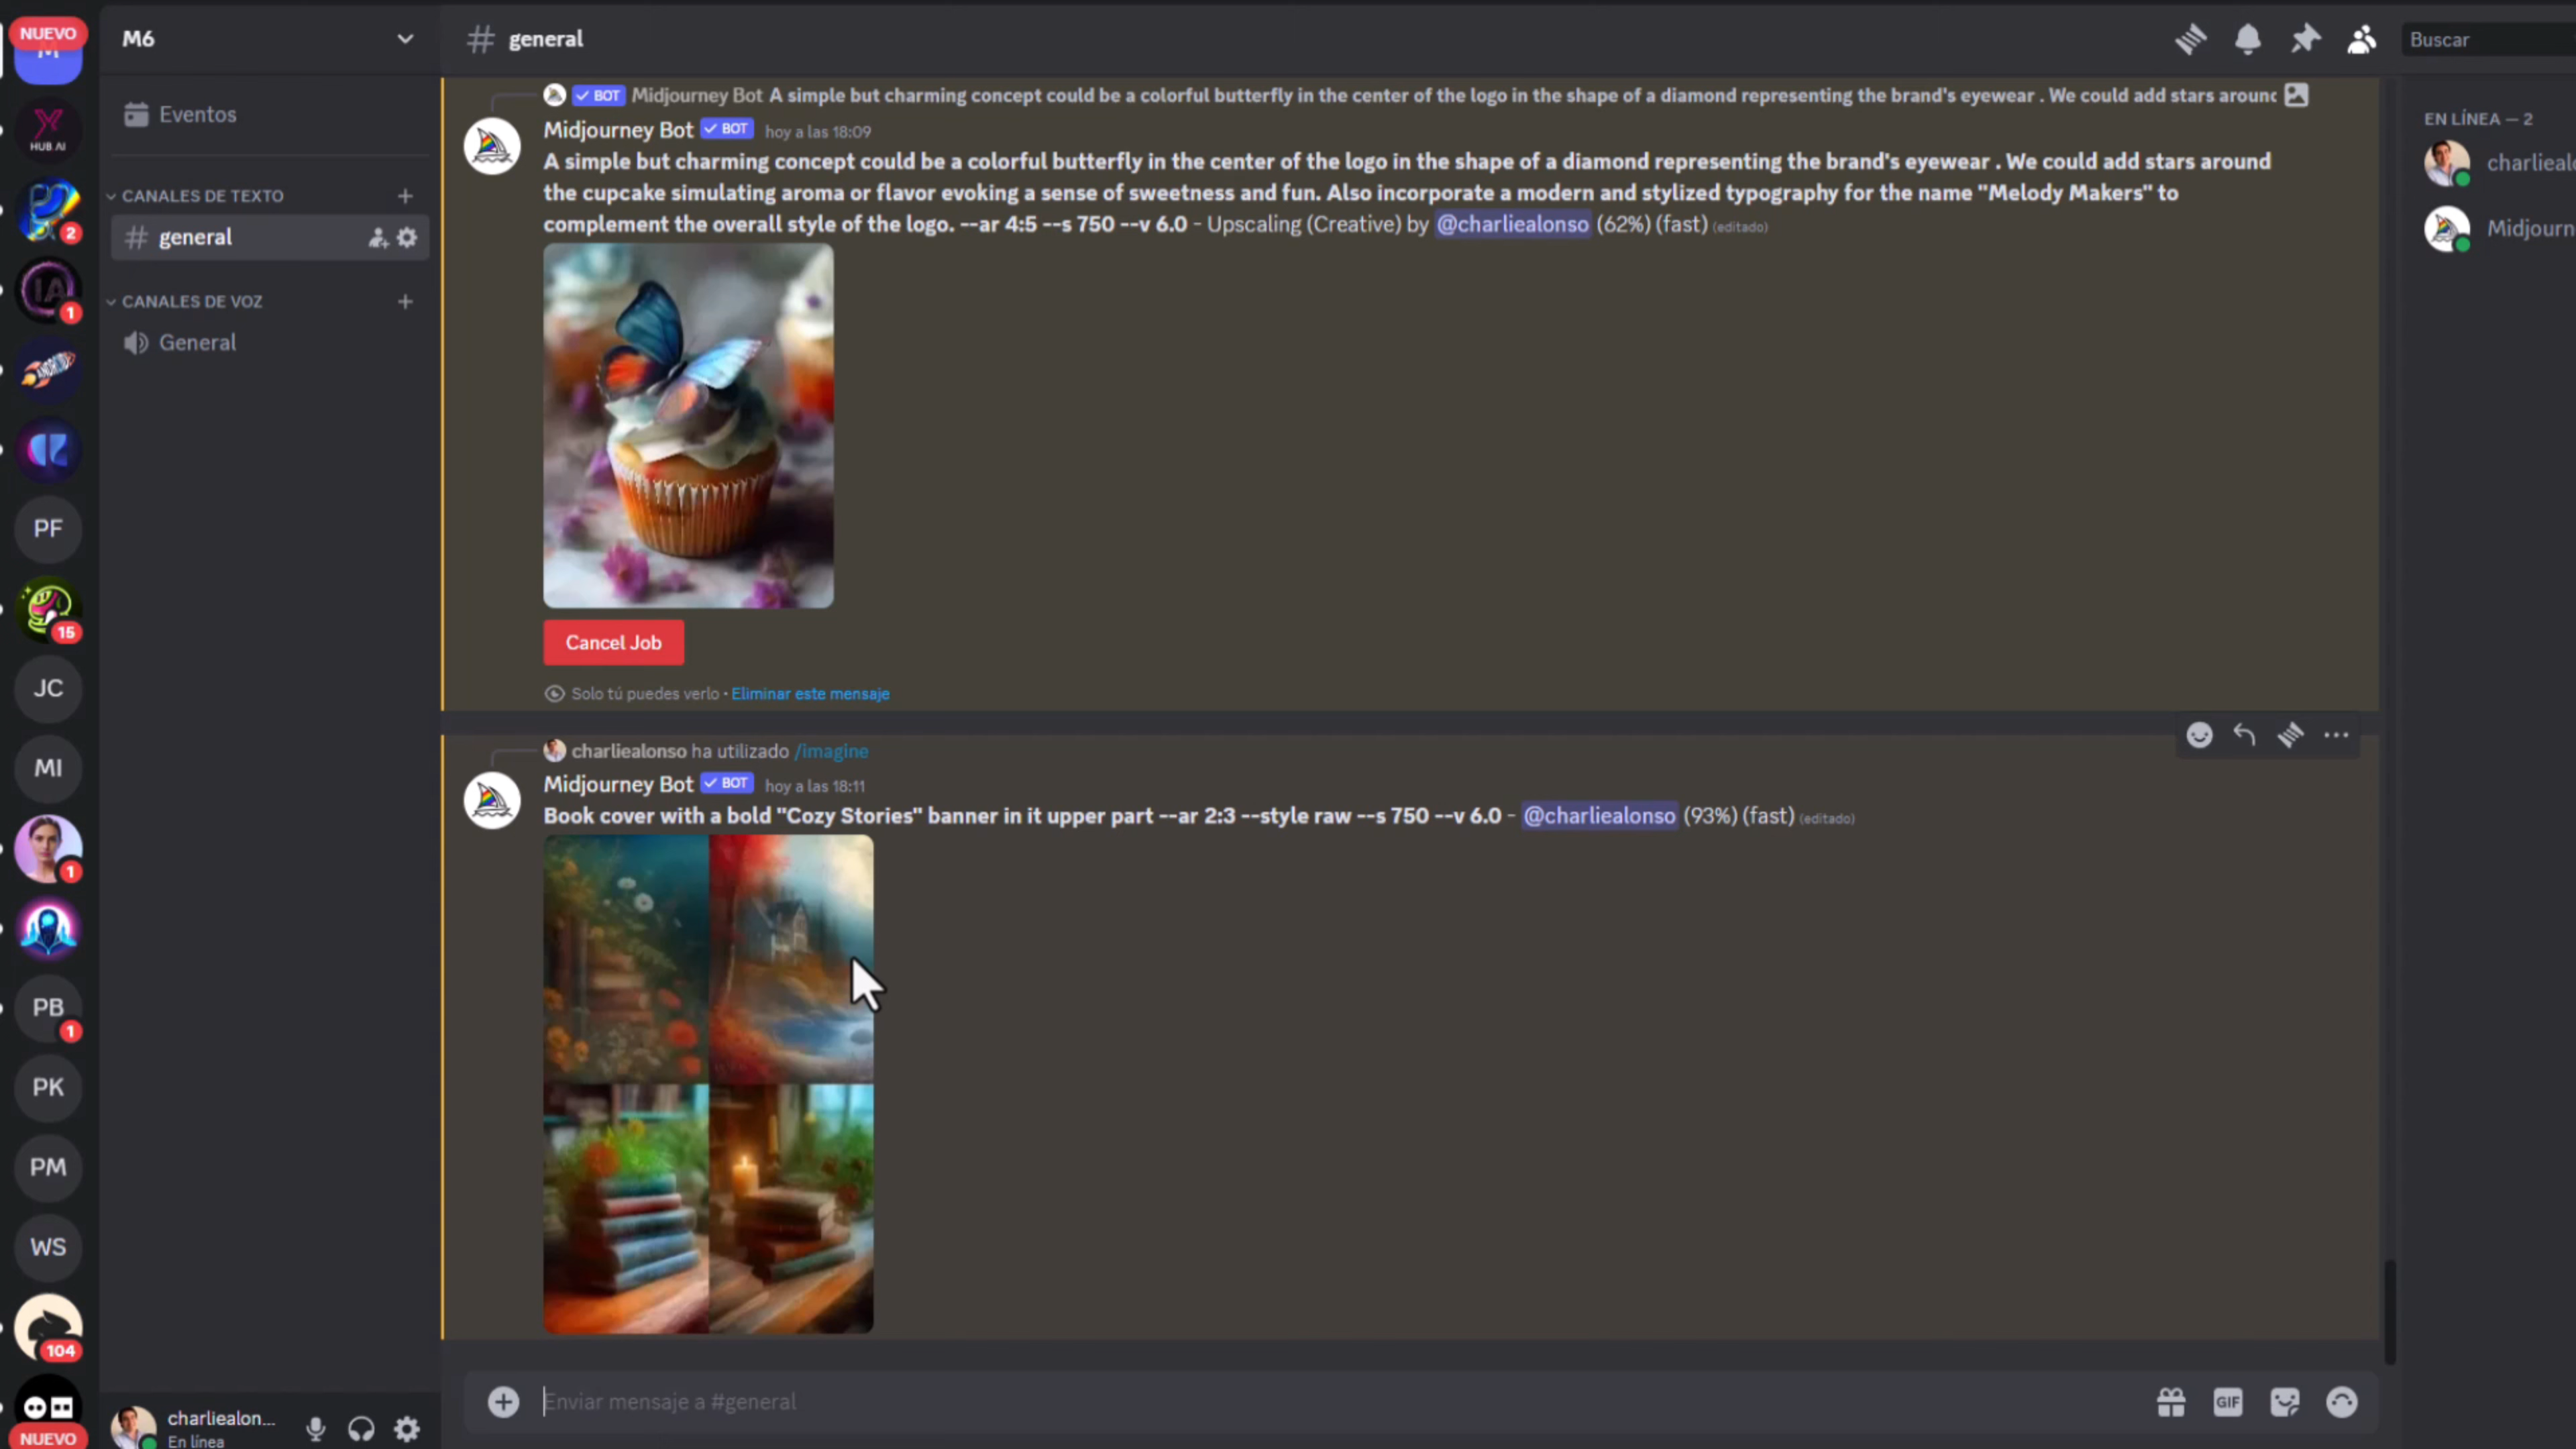 NUEVO
M
M6
# general
Buscar
Eventos
CANALES DE TEXTO
# general
CANALES DE VOZ
General
HUB AI
2
IA
1
ANDROID
PF
15
JC
MI
1
PB
1
PK
PM
WS
104
NUEVO
charliealon...
En línea
BOT Midjourney Bot A simple but charming concept could be a colorful butterfly in the center of the logo in the shape of a diamond representing the brand's eyewear . We could add stars around
Midjourney Bot BOT hoy a las 18:09
A simple but charming concept could be a colorful butterfly in the center of the logo in the shape of a diamond representing the brand's eyewear . We could add stars around
the cupcake simulating aroma or flavor evoking a sense of sweetness and fun. Also incorporate a modern and stylized typography for the name "Melody Makers" to
complement the overall style of the logo. --ar 4:5 --s 750 --v 6.0 - Upscaling (Creative) by @charliealonso (62%) (fast) (editado)
Cancel Job
Solo tú puedes verlo • Eliminar este mensaje
charliealonso ha utilizado /imagine
Midjourney Bot BOT hoy a las 18:11
Book cover with a bold "Cozy Stories" banner in it upper part --ar 2:3 --style raw --s 750 --v 6.0 - @charliealonso (93%) (fast) (editado)
Enviar mensaje a #general
GIF
EN LÍNEA — 2
charlieal
Midjourn